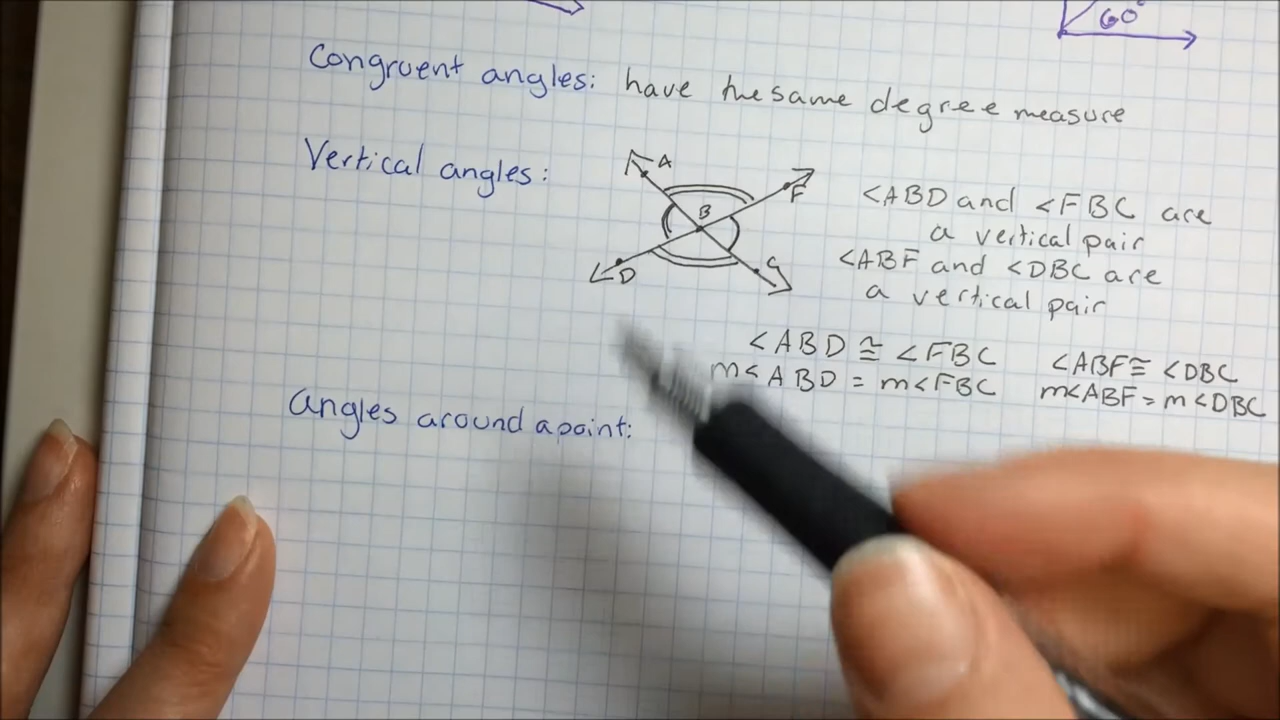 60°
Congruent angles: have the same degree measure
Vertical angles:
A
F
B
D
C
<ABD and <FBC are
a vertical pair
<ABF and <DBC are
a vertical pair
<ABD ≅ <FBC
m<ABD = m<FBC
<ABF ≅ <DBC
m<ABF = m<DBC
angles around a point: